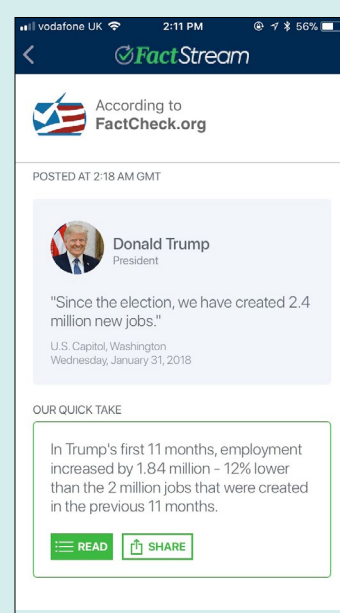 vodafone UK 2:11 PM 56%
FactStream
According to
FactCheck.org
POSTED AT 2:18 AM GMT
Donald Trump
President
"Since the election, we have created 2.4
million new jobs."
U.S. Capitol, Washington
Wednesday, January 31, 2018
OUR QUICK TAKE
In Trump's first 11 months, employment
increased by 1.84 million - 12% lower
than the 2 million jobs that were created
in the previous 11 months.
READ SHARE